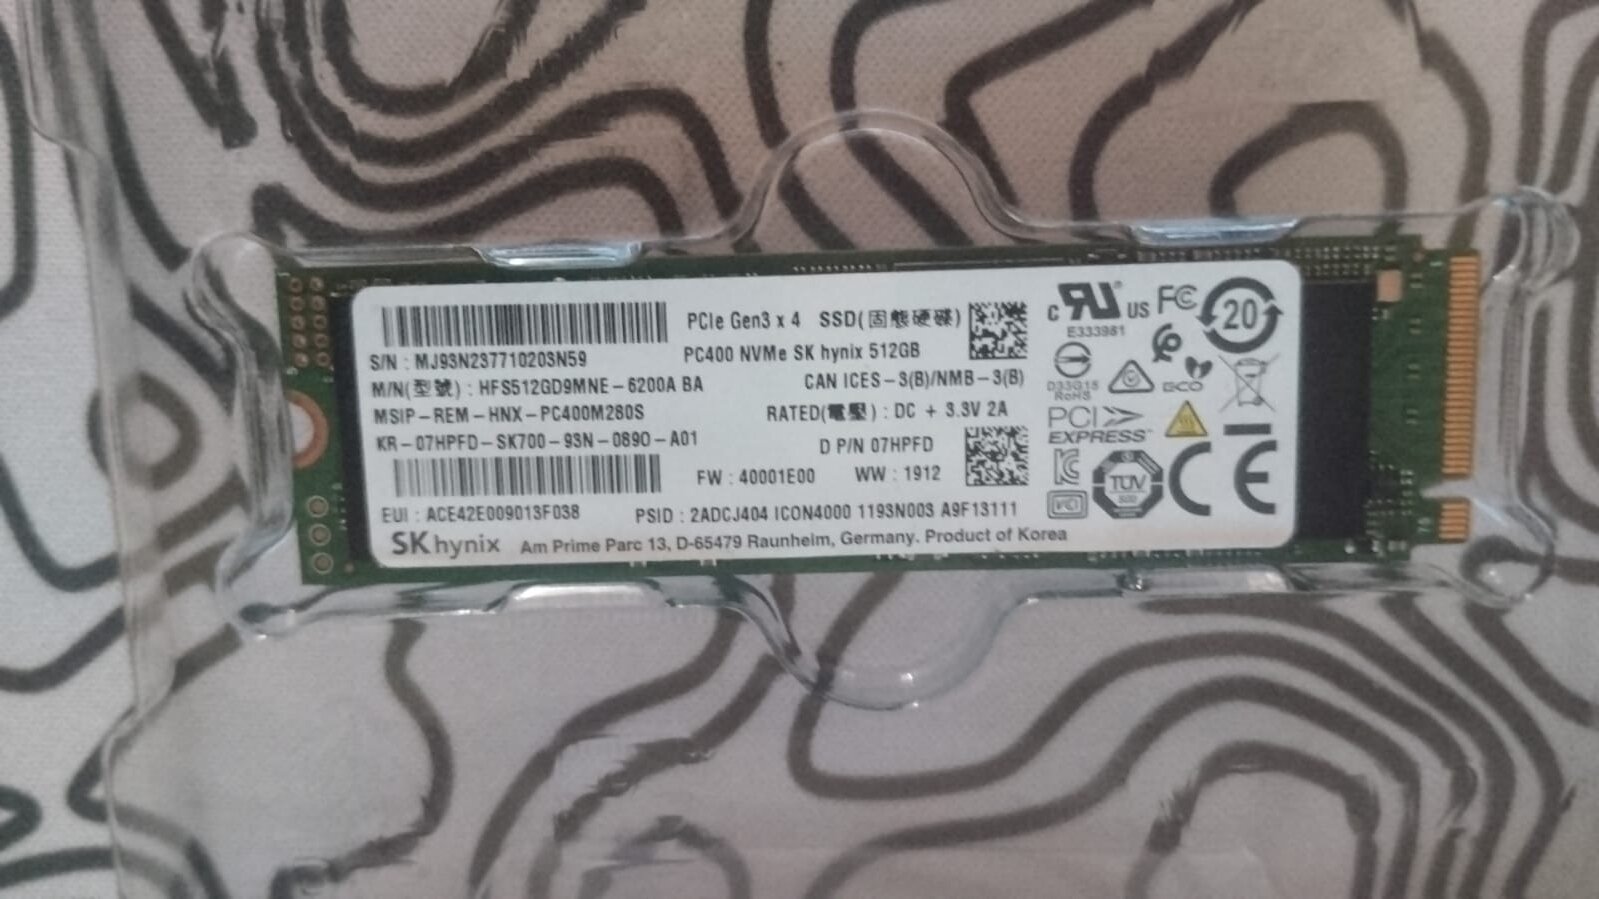 PCIe Gen3 x 4 SSD(固態硬碟)
S/N : MJ93N237710203N59
PC400 NVMe SK hynix 512GB
M/N(型號) : HFS512GD9MNE-6200A BA
CAN ICES-3(B)/NMB-3(B)
MSIP-REM-HNX-PC400M280S
RATED(電壓) : DC + 3.3V 2A
KR-07HPFD-SK700-93N-0890-A01
D P/N 07HPFD
FW : 40001E00 WW : 1912
EUI : ACE42E009013F038
PSID : 2ADCJ404 ICON4000 1193N003 A9F13111
SK hynix Am Prime Parc 13, D-65479 Raunheim, Germany. Product of Korea
C US FC 20
E333981
D33G18
RoHS
ECO
PCI
EXPRESS
TÜV
CE